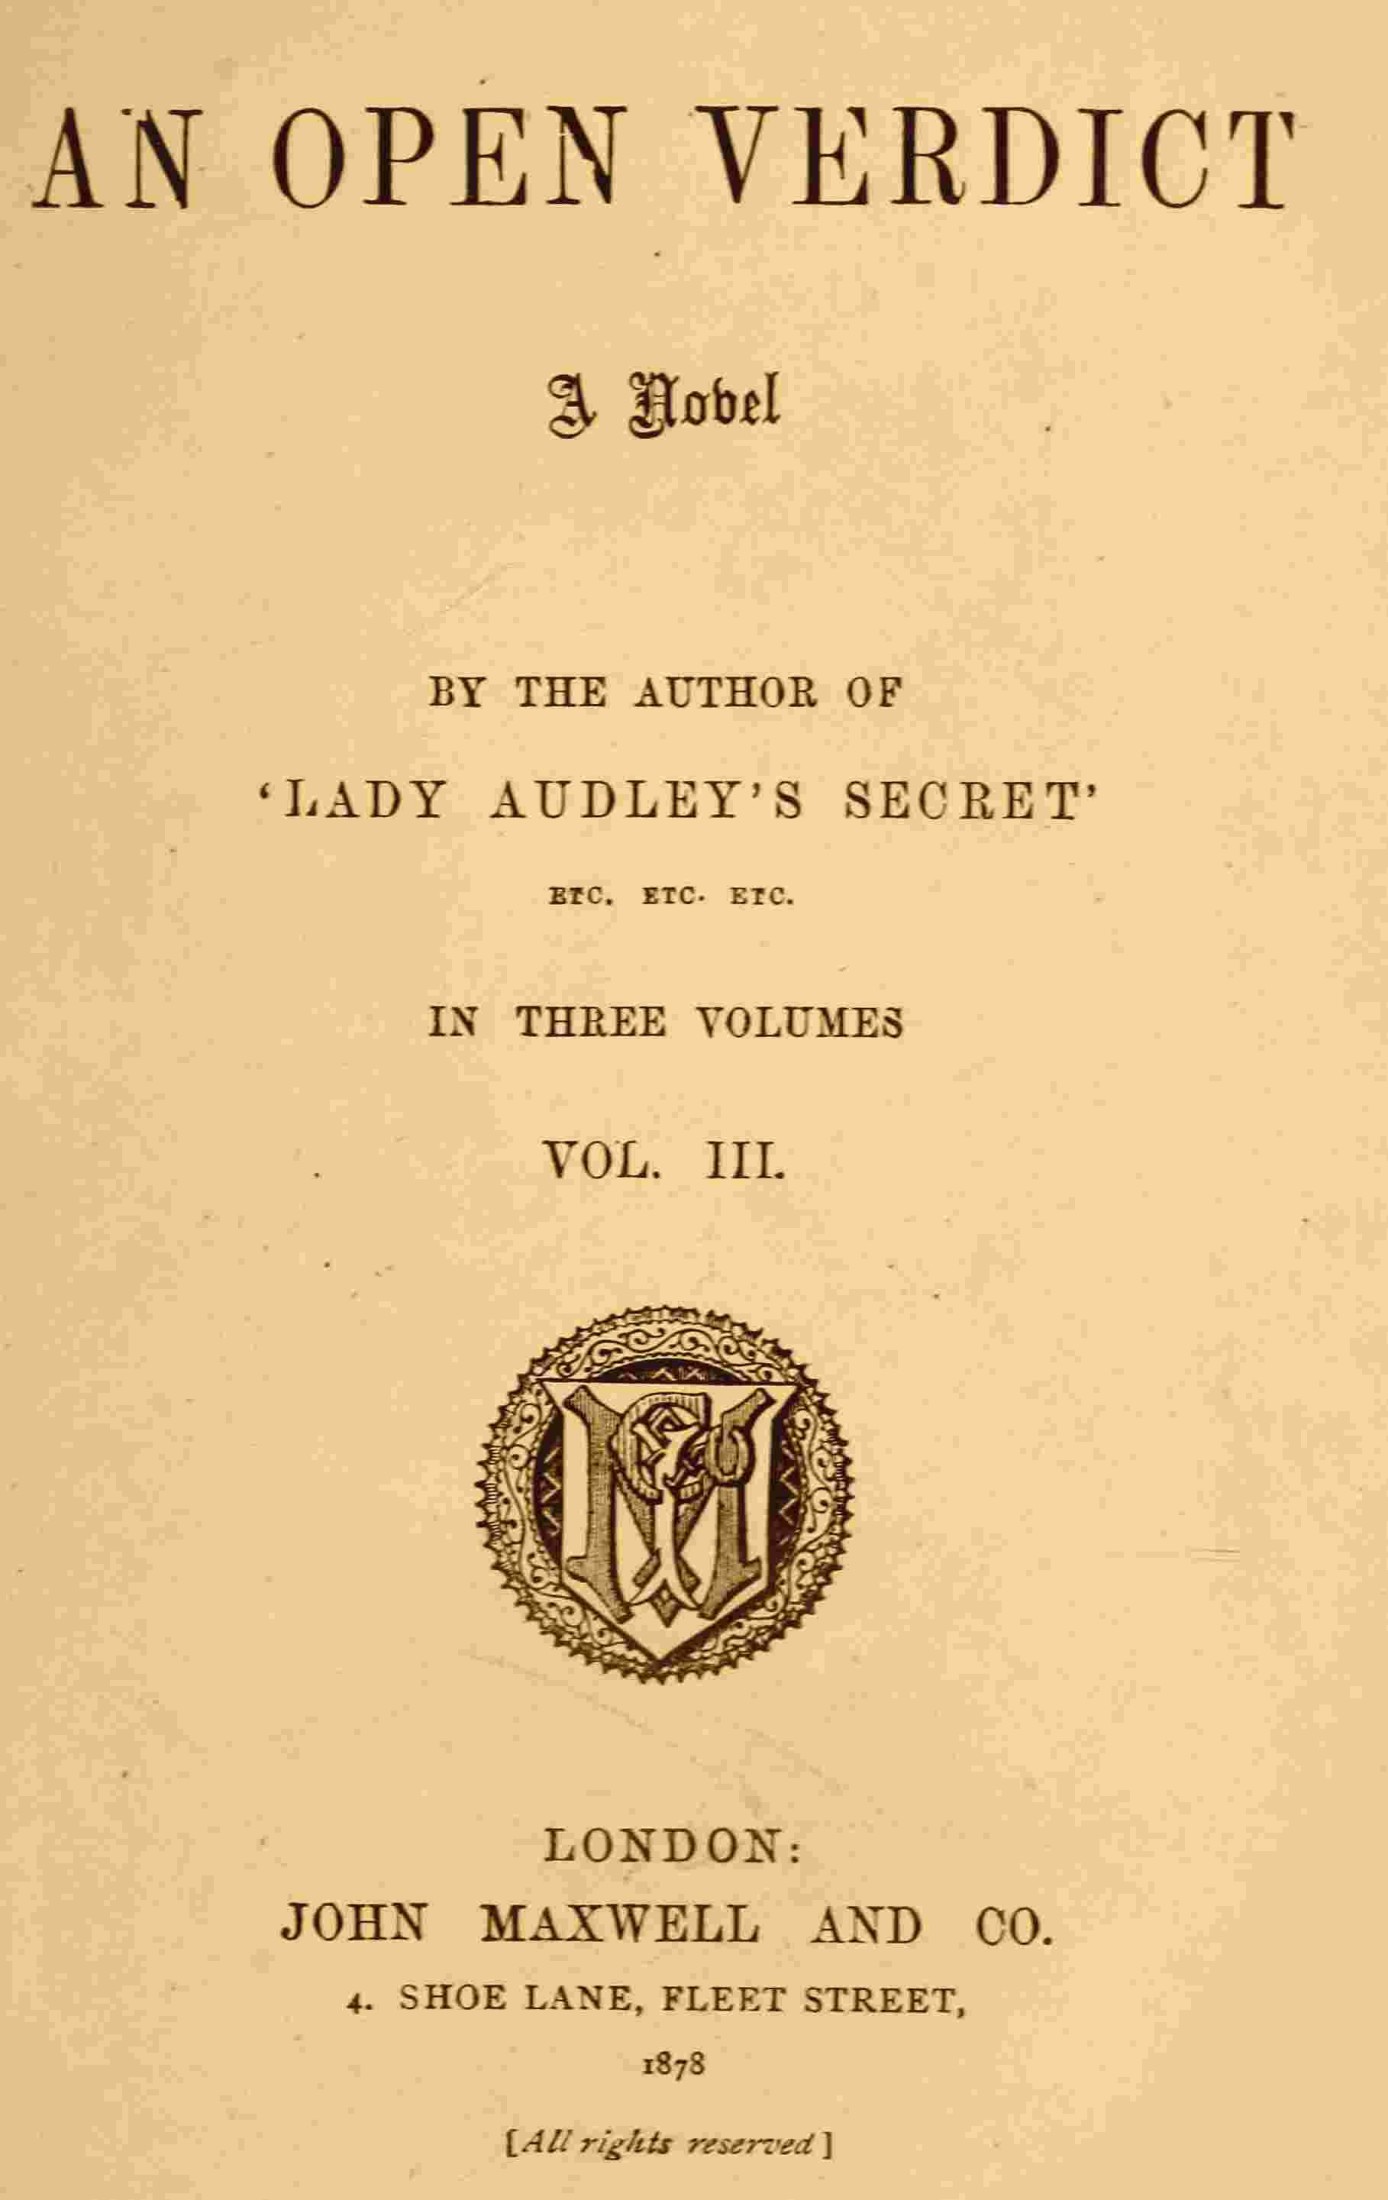 AN OPEN VERDICT
A Novel
BY THE AUTHOR OF
‘LADY AUDLEY’S SECRET’
ETC. ETC. ETC.
IN THREE VOLUMES
VOL. III.
LONDON:
JOHN MAXWELL AND CO.
4. SHOE LANE, FLEET STREET,
1878
[All rights reserved]